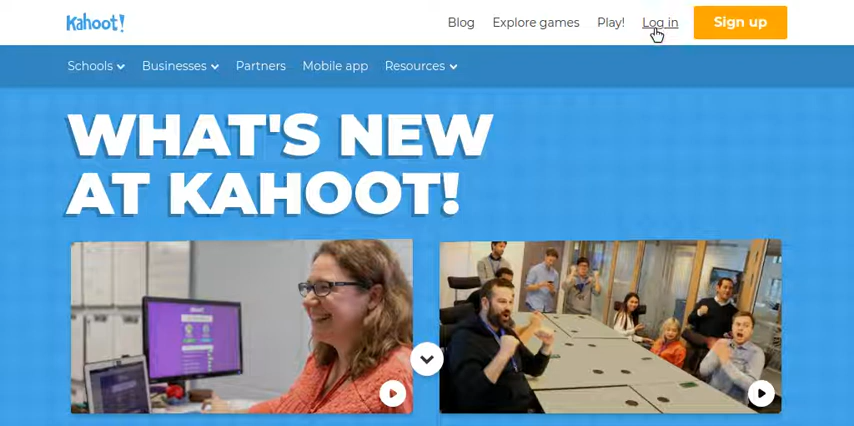 Kahoot!
Blog Explore games Play! Log in Sign up
Schools Businesses Partners Mobile app Resources
WHAT'S NEW
AT KAHOOT!